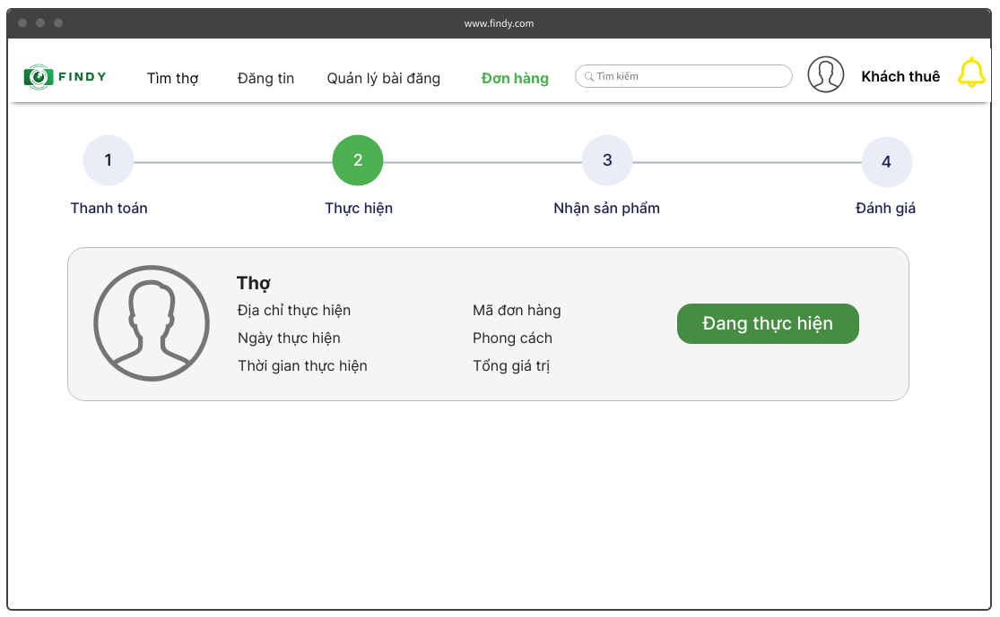 www.findy.com
FINDY
Tìm thợ
Đăng tin
Quản lý bài đăng
Đơn hàng
Tìm kiếm
Khách thuê
1
2
3
4
Thanh toán
Thực hiện
Nhận sản phẩm
Đánh giá
Thợ
Địa chỉ thực hiện
Mã đơn hàng
Ngày thực hiện
Phong cách
Thời gian thực hiện
Tổng giá trị
Đang thực hiện